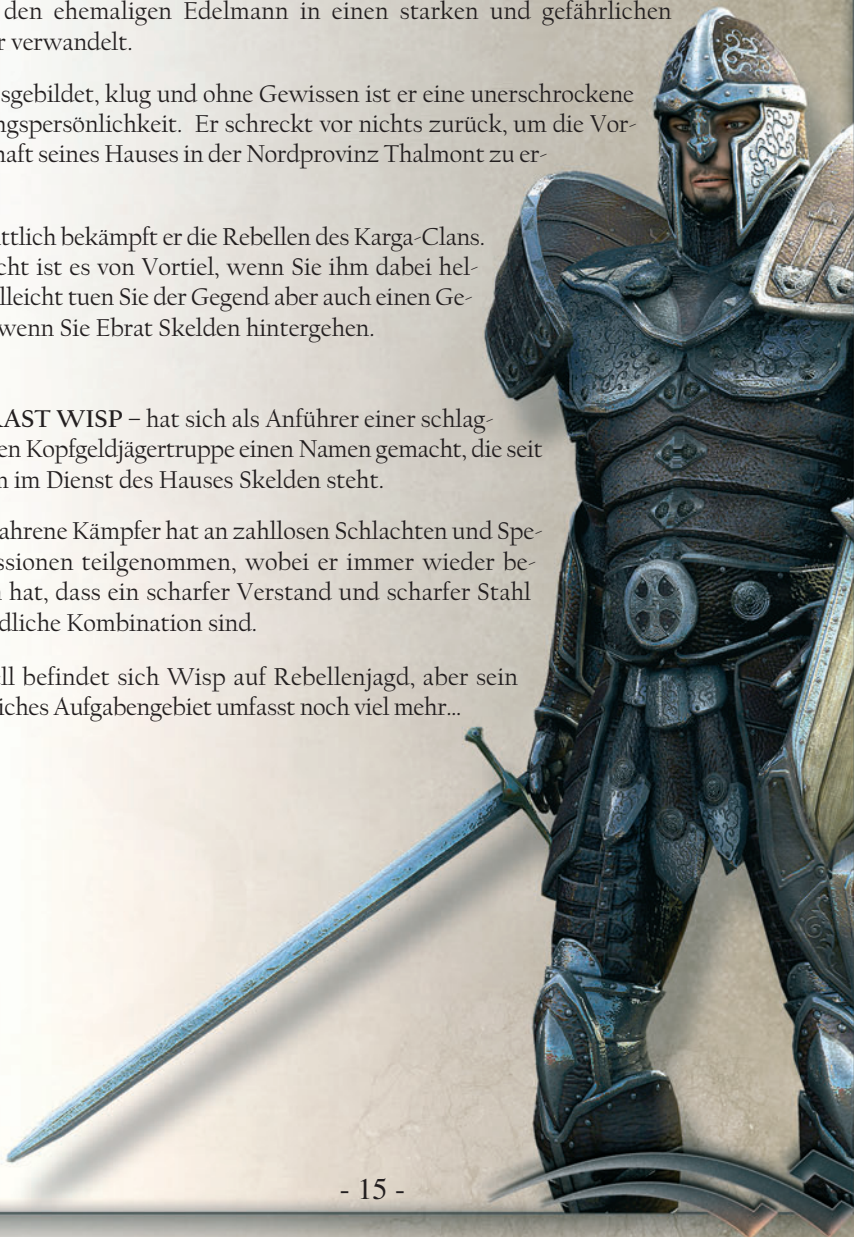 den ehemaligen Edelmann in einen starken und gefährlichen
r verwandelt.
sgebildet, klug und ohne Gewissen ist er eine unerschrockene
ngspersönlichkeit. Er schreckt vor nichts zurück, um die Vor-
haft seines Hauses in der Nordprovinz Thalmont zu er-
ttlich bekämpft er die Rebellen des Karga-Clans.
cht ist es von Vortiel, wenn Sie ihm dabei hel-
lleicht tuen Sie der Gegend aber auch einen Ge-
wenn Sie Ebrat Skelden hintergehen.
RAST WISP – hat sich als Anführer einer schlag-
en Kopfgeldjägertruppe einen Namen gemacht, die seit
n im Dienst des Hauses Skelden steht.
ahrene Kämpfer hat an zahllosen Schlachten und Spe-
ssionen teilgenommen, wobei er immer wieder be-
n hat, dass ein scharfer Verstand und scharfer Stahl
dliche Kombination sind.
ll befindet sich Wisp auf Rebellenjagd, aber sein
liches Aufgabengebiet umfasst noch viel mehr...
- 15 -